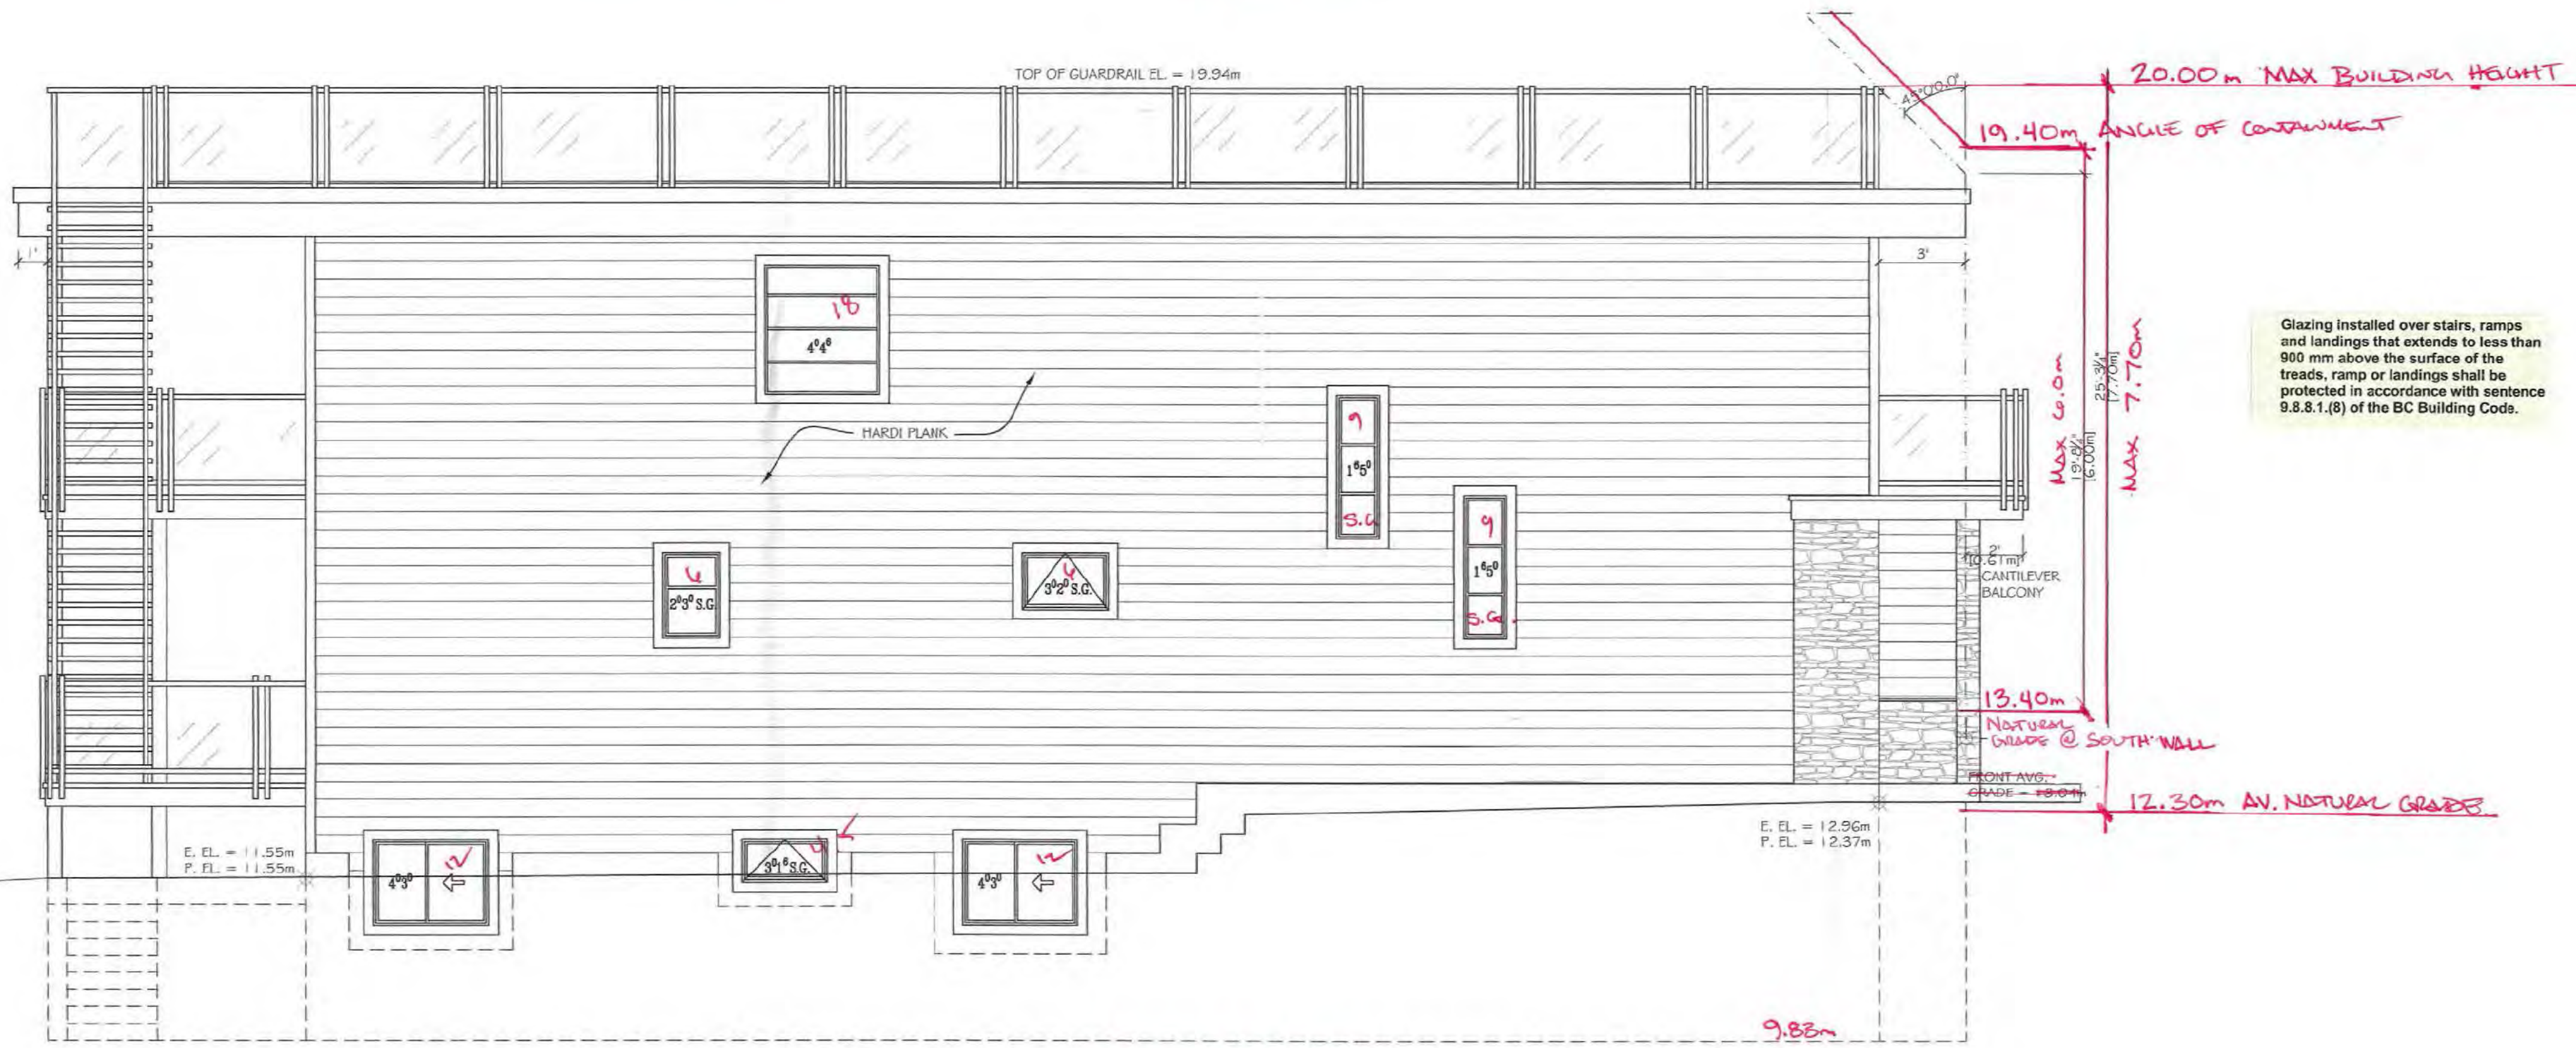 TOP OF GUARDRAIL EL. = 19.94m
45°00.0"
20.00m MAX BUILDING HEIGHT
19.40m ANGLE OF CONTAINMENT
1'
3'
18
4⁰4⁶
HARDI PLANK
9
1⁶5⁰
S.G
9
1⁶5⁰
S.G.
6
2⁰3⁰ S.G.
6
3⁰2⁰ S.G.
MAX 6.0m
19'-8¼"
[6.00m]
25'-3¼"
[7.70m]
MAX 7.70m
Glazing installed over stairs, ramps
and landings that extends to less than
900 mm above the surface of the
treads, ramp or landings shall be
protected in accordance with sentence
9.8.8.1.(8) of the BC Building Code.
2'
[0.61m]
CANTILEVER
BALCONY
13.40m
NATURAL
GRADE @ SOUTH WALL
FRONT AVG.
GRADE = 13.04m
12.30m AV. NATURAL GRADE
E. EL. = 12.96m
P. EL. = 12.37m
E. EL. = 11.55m
P. EL. = 11.55m
12
4⁰3⁰
4
3⁰1⁶ S.G.
12
4⁰3⁰
9.83m